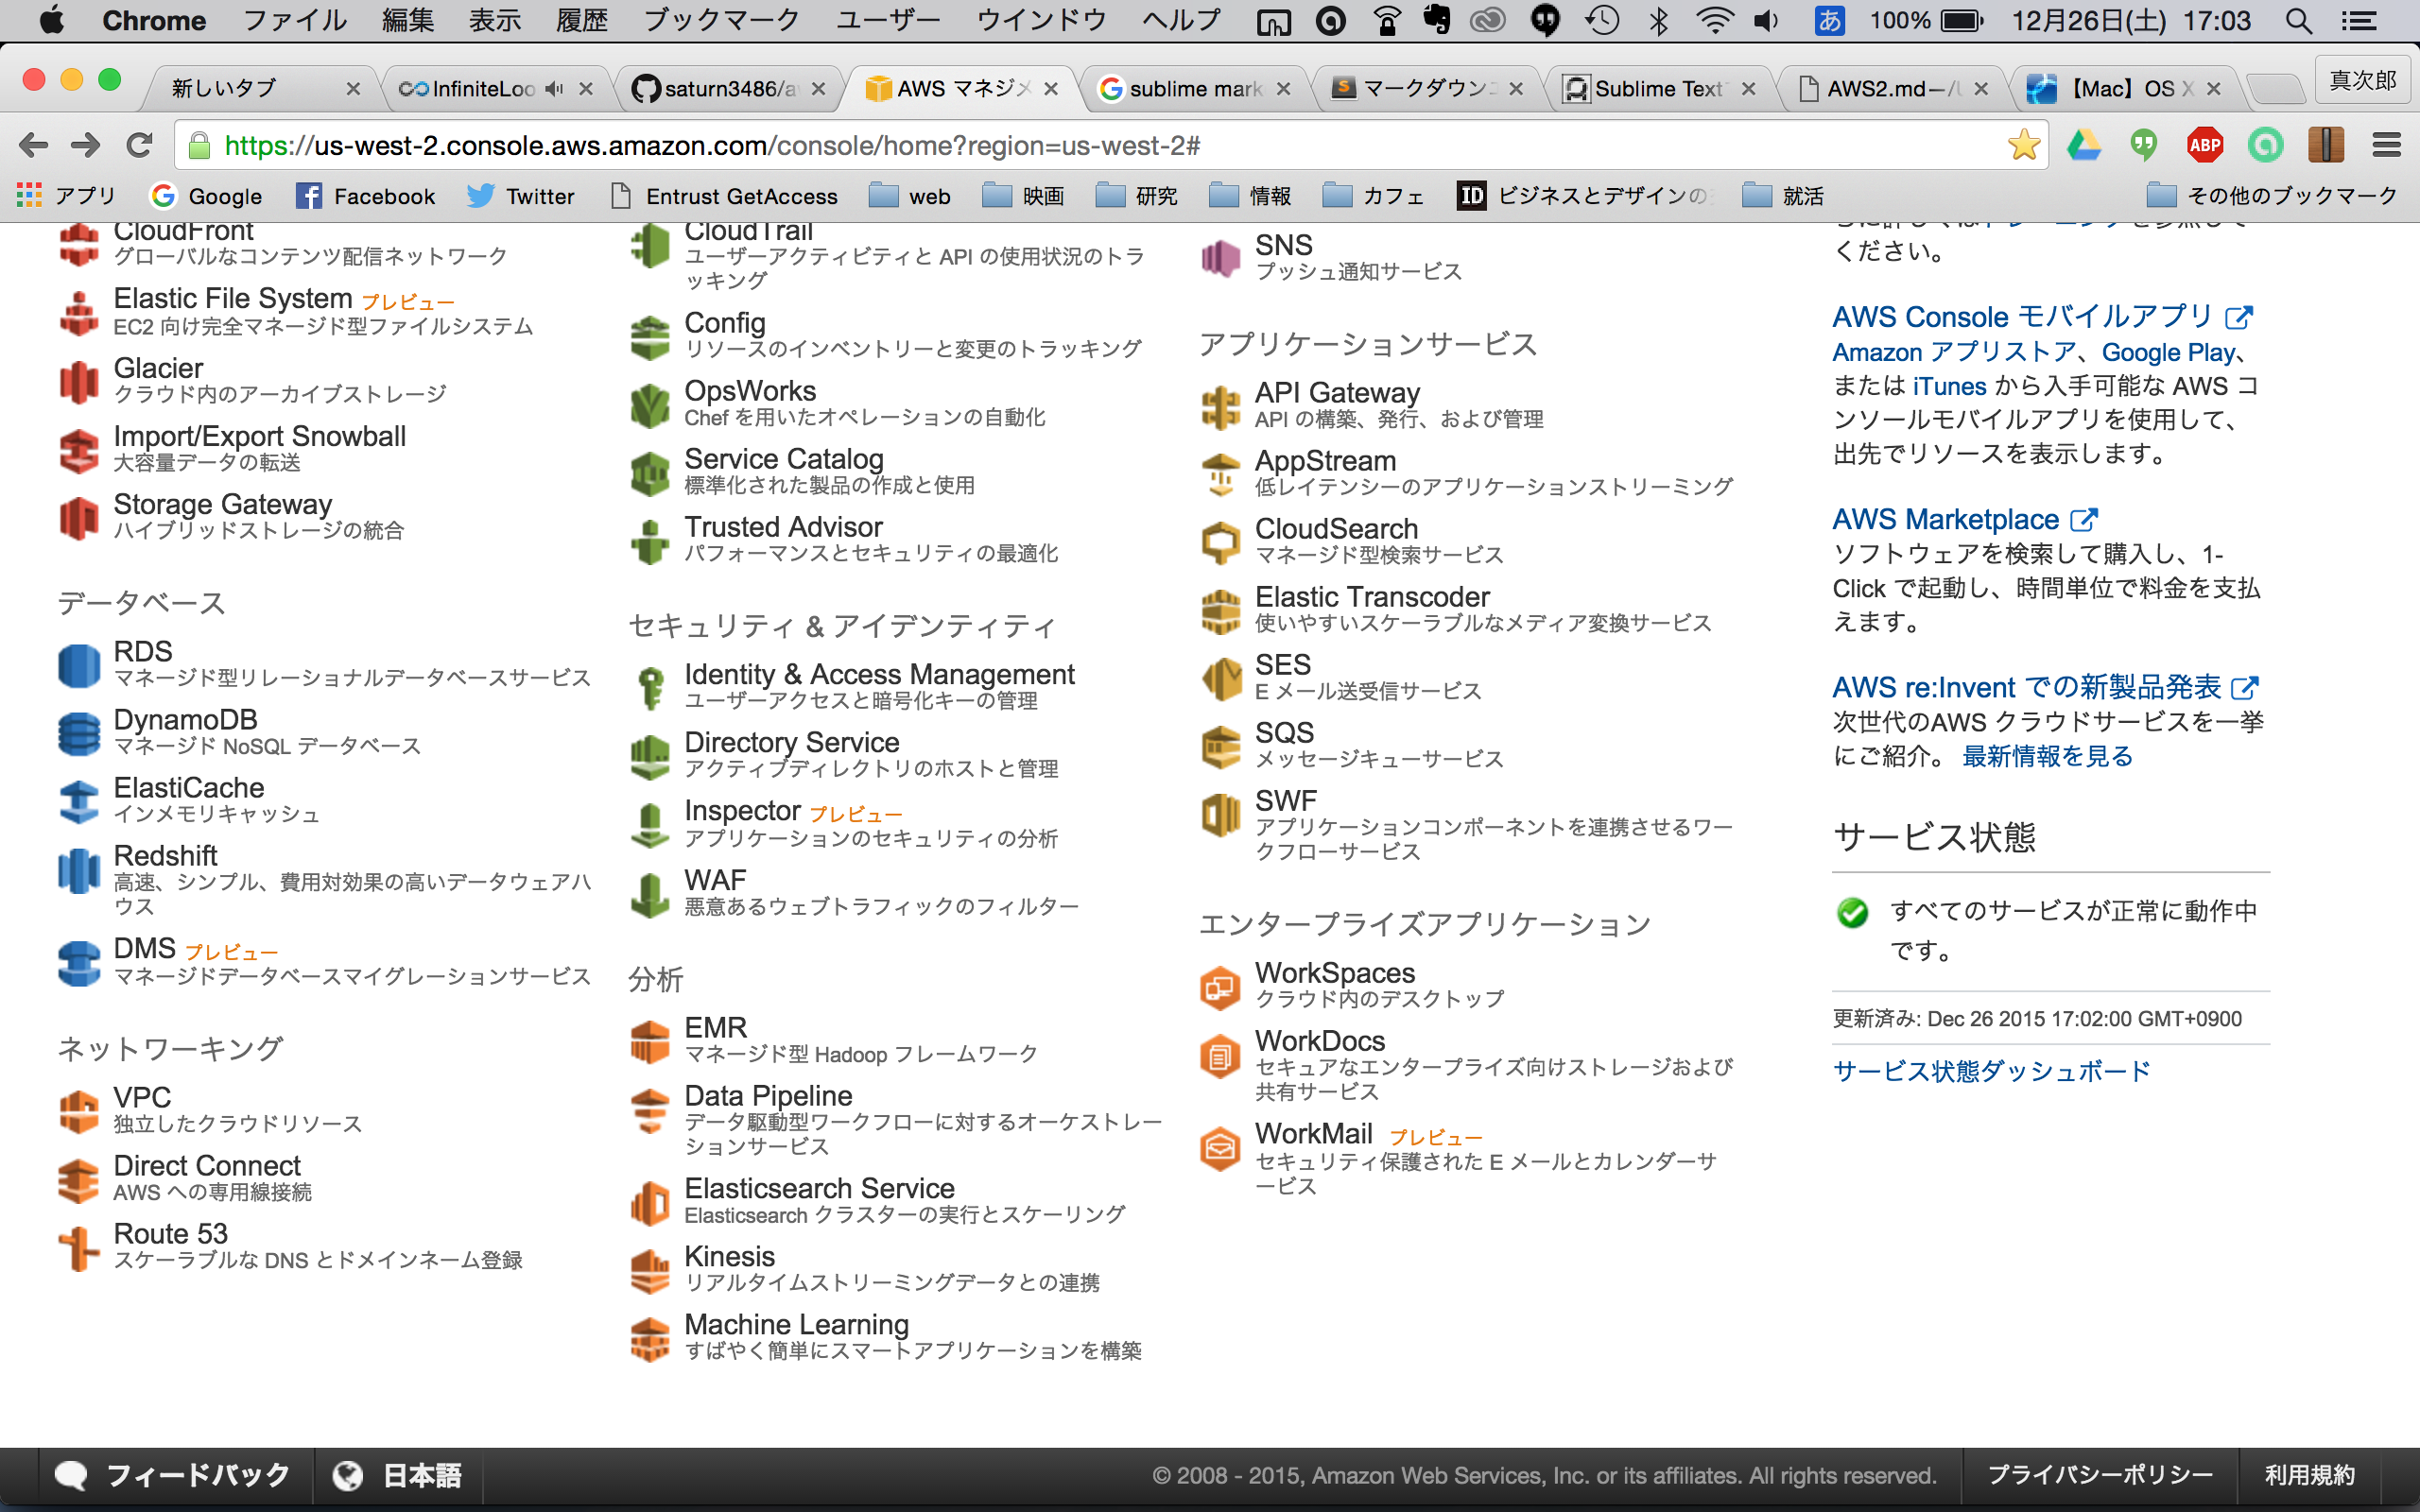 Chrome ファイル 編集 表示 履歴 ブックマーク ユーザー ウインドウ ヘルプ あ 100% 12月26日(土) 17:03
新しいタブ
InfiniteLoo
saturn3486/a
AWS マネジメ
sublime mark
マークダウン
Sublime Text
AWS2.md
【Mac】OS X
真次郎
https://us-west-2.console.aws.amazon.com/console/home?region=us-west-2#
ABP
アプリ Google Facebook Twitter Entrust GetAccess web 映画 研究 情報 カフェ ID ビジネスとデザインの 就活 その他のブックマーク
CloudFront
グローバルなコンテンツ配信ネットワーク
Elastic File System プレビュー
EC2 向け完全マネージド型ファイルシステム
Glacier
クラウド内のアーカイブストレージ
Import/Export Snowball
大容量データの転送
Storage Gateway
ハイブリッドストレージの統合
データベース
RDS
マネージド型リレーショナルデータベースサービス
DynamoDB
マネージド NoSQL データベース
ElastiCache
インメモリキャッシュ
Redshift
高速、シンプル、費用対効果の高いデータウェアハ
ウス
DMS プレビュー
マネージドデータベースマイグレーションサービス
ネットワーキング
VPC
独立したクラウドリソース
Direct Connect
AWS への専用線接続
Route 53
スケーラブルな DNS とドメインネーム登録
CloudTrail
ユーザーアクティビティと API の使用状況のトラ
ッキング
Config
リソースのインベントリーと変更のトラッキング
OpsWorks
Chef を用いたオペレーションの自動化
Service Catalog
標準化された製品の作成と使用
Trusted Advisor
パフォーマンスとセキュリティの最適化
セキュリティ & アイデンティティ
Identity & Access Management
ユーザーアクセスと暗号化キーの管理
Directory Service
アクティブディレクトリのホストと管理
Inspector プレビュー
アプリケーションのセキュリティの分析
WAF
悪意あるウェブトラフィックのフィルター
分析
EMR
マネージド型 Hadoop フレームワーク
Data Pipeline
データ駆動型ワークフローに対するオーケストレー
ションサービス
Elasticsearch Service
Elasticsearch クラスターの実行とスケーリング
Kinesis
リアルタイムストリーミングデータとの連携
Machine Learning
すばやく簡単にスマートアプリケーションを構築
SNS
プッシュ通知サービス
アプリケーションサービス
API Gateway
API の構築、発行、および管理
AppStream
低レイテンシーのアプリケーションストリーミング
CloudSearch
マネージド型検索サービス
Elastic Transcoder
使いやすいスケーラブルなメディア変換サービス
SES
E メール送受信サービス
SQS
メッセージキューサービス
SWF
アプリケーションコンポーネントを連携させるワー
クフローサービス
エンタープライズアプリケーション
WorkSpaces
クラウド内のデスクトップ
WorkDocs
セキュアなエンタープライズ向けストレージおよび
共有サービス
WorkMail プレビュー
セキュリティ保護された E メールとカレンダーサ
ービス
ください。
AWS Console モバイルアプリ
Amazon アプリストア、Google Play、
または iTunes から入手可能な AWS コ
ンソールモバイルアプリを使用して、
出先でリソースを表示します。
AWS Marketplace
ソフトウェアを検索して購入し、1-
Click で起動し、時間単位で料金を支払
えます。
AWS re:Invent での新製品発表
次世代のAWS クラウドサービスを一挙
にご紹介。 最新情報を見る
サービス状態
すべてのサービスが正常に動作中
です。
更新済み: Dec 26 2015 17:02:00 GMT+0900
サービス状態ダッシュボード
フィードバック 日本語 © 2008 - 2015, Amazon Web Services, Inc. or its affiliates. All rights reserved. プライバシーポリシー 利用規約